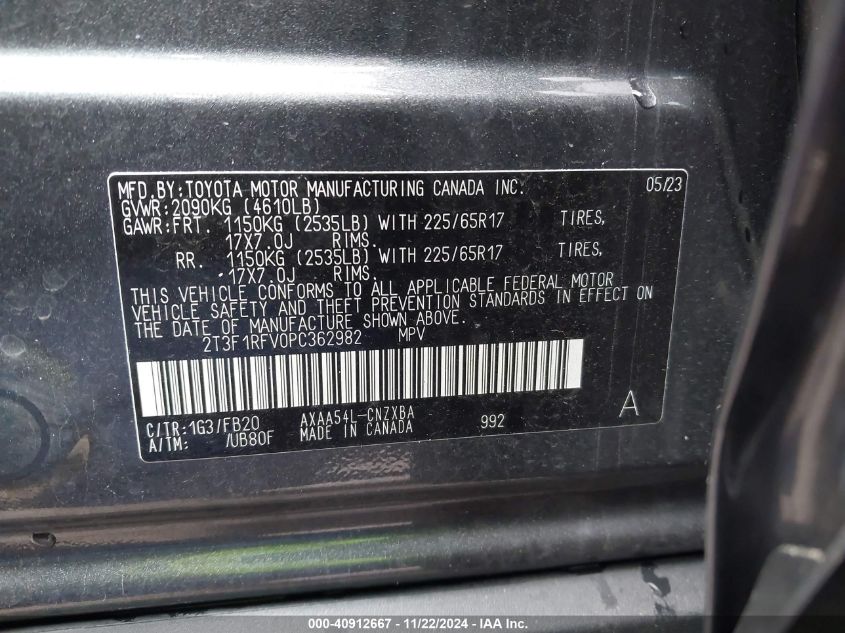 MFD.BY:TOYOTA MOTOR MANUFACTURING CANADA INC. 05/23
GVWR:2090KG (4610LB)
GAWR:FRT. 1150KG (2535LB) WITH 225/65R17 TIRES,
17X7.0J RIMS.
RR. 1150KG (2535LB) WITH 225/65R17 TIRES,
17X7.0J RIMS.
THIS VEHICLE CONFORMS TO ALL APPLICABLE FEDERAL MOTOR
VEHICLE SAFETY AND THEFT PREVENTION STANDARDS IN EFFECT ON
THE DATE OF MANUFACTURE SHOWN ABOVE.
2T3F1RFV0PC362982 MPV
C/TR:1G3/FB20 AXAA54L-CNZXBA 992 A
A/TM: /UB80F MADE IN CANADA
000-40912667 - 11/22/2024 - IAA Inc.